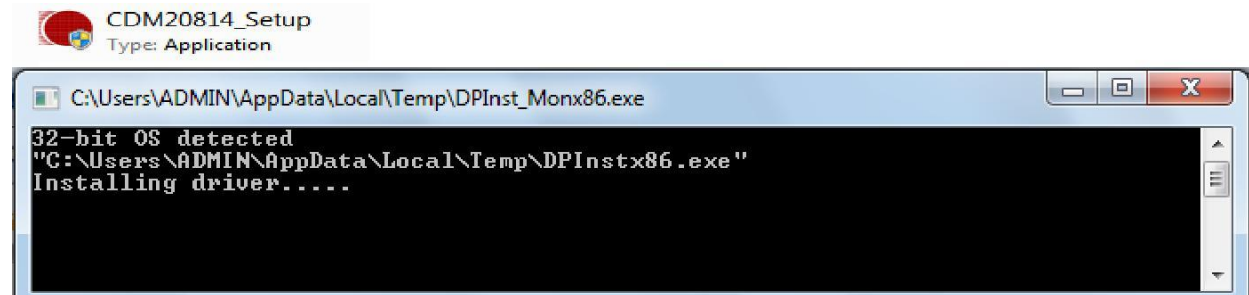 CDM20814_Setup
Type: Application
C:\Users\ADMIN\AppData\Local\Temp\DPInst_Monx86.exe
32-bit OS detected
"C:\Users\ADMIN\AppData\Local\Temp\DPInstx86.exe"
Installing driver.....